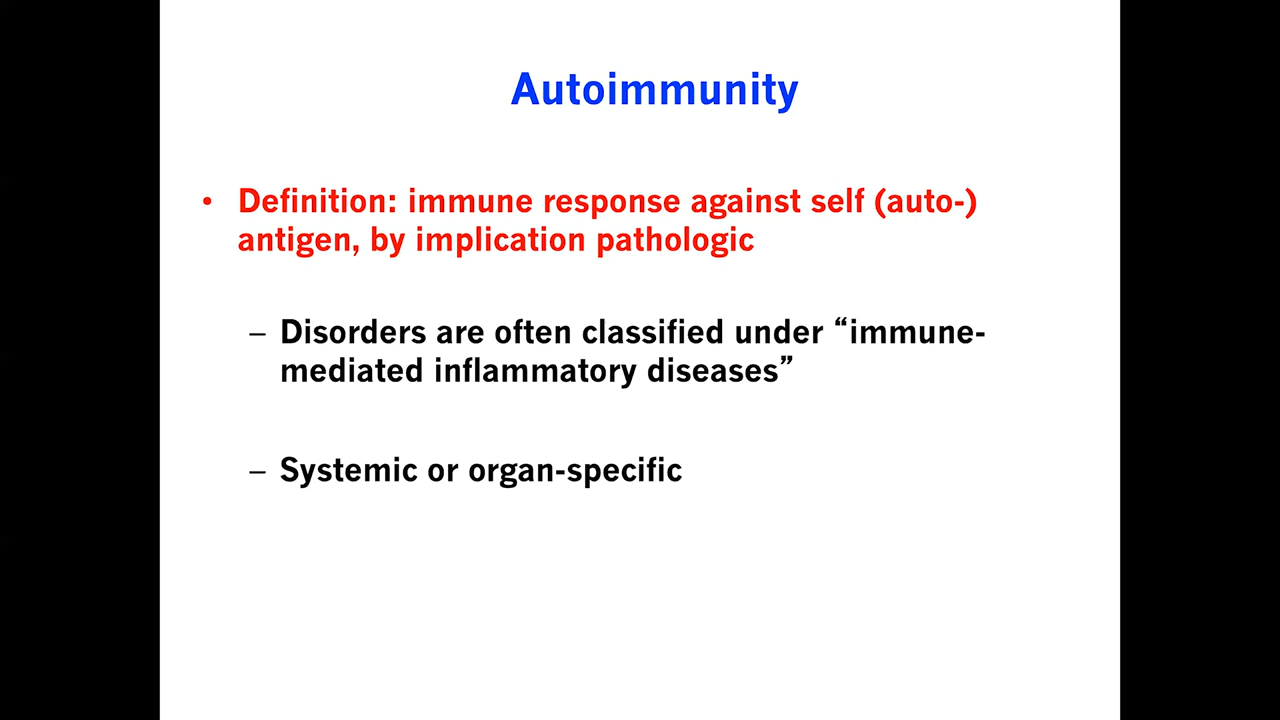 Autoimmunity
• Definition: immune response against self (auto-)
antigen, by implication pathologic
– Disorders are often classified under “immune-
mediated inflammatory diseases”
– Systemic or organ-specific